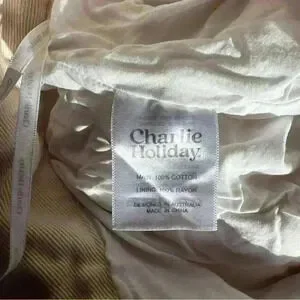 Charlie
Holiday.
MAIN: 100% COTTON
LINING: 100% RAYON
DESIGNED IN AUSTRALIA
MADE IN CHINA